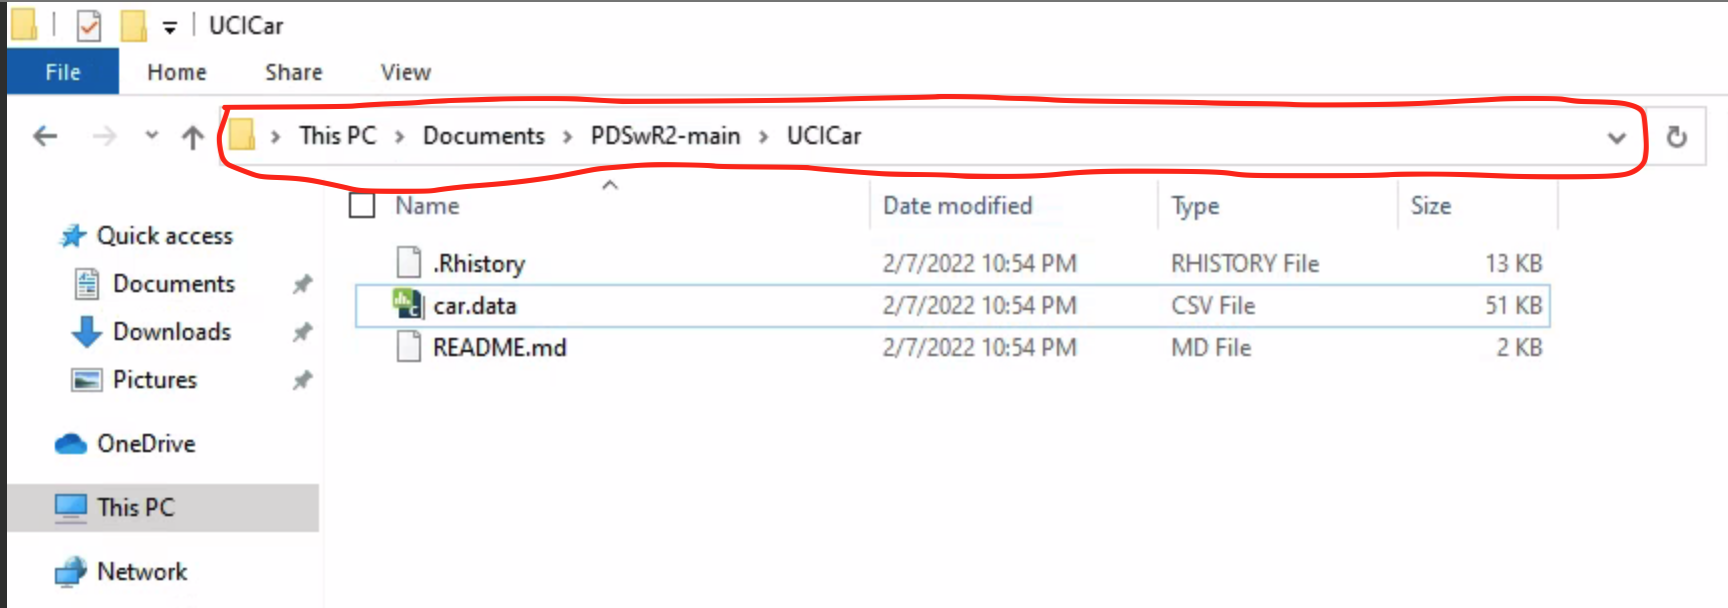 UCICar
File Home Share View
This PC Documents PDSwR2-main UCICar
Name Date modified Type Size
Quick access
Documents
Downloads
Pictures
OneDrive
This PC
Network
.Rhistory 2/7/2022 10:54 PM RHISTORY File 13 KB
car.data 2/7/2022 10:54 PM CSV File 51 KB
README.md 2/7/2022 10:54 PM MD File 2 KB